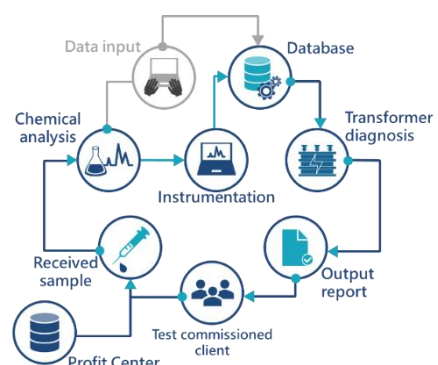 Data input
Database
Chemical
analysis
Transformer
diagnosis
Instrumentation
Received
sample
Output
report
Test commissioned
client
Profit Center